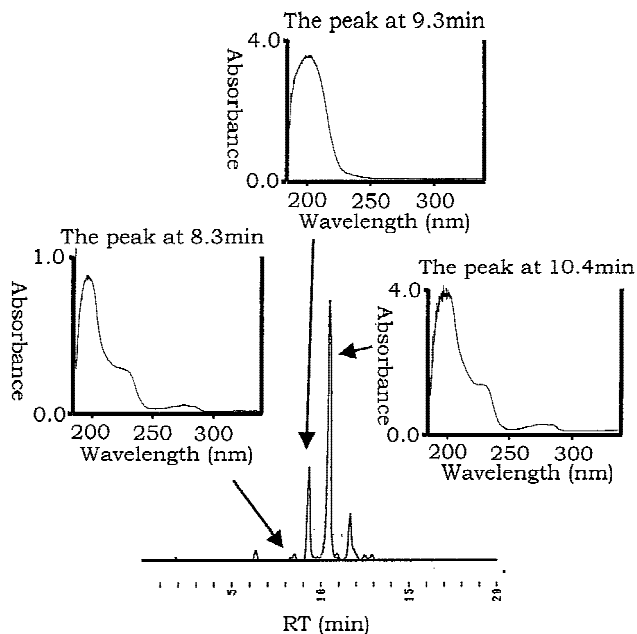 The peak at 9.3min
4.0
Absorbance
0.0
200 250 300
Wavelength (nm)
The peak at 8.3min
1.0
Absorbance
0.0
200 250 300
Wavelength (nm)
The peak at 10.4min
4.0
Absorbance
0.0
200 250 300
Wavelength (nm)
5 10 15 20
RT (min)